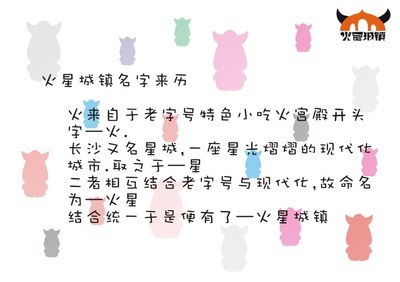 火宫城镇
火星城镇名字来历
火来自于老字号特色小吃火宫殿开头
字—火.
长沙又名星城,一座星光熠熠的现代化
城市.取之于—星
二者相互结合老字号与现代化,故命名
为—火星
结合统一于是便有了—火星城镇